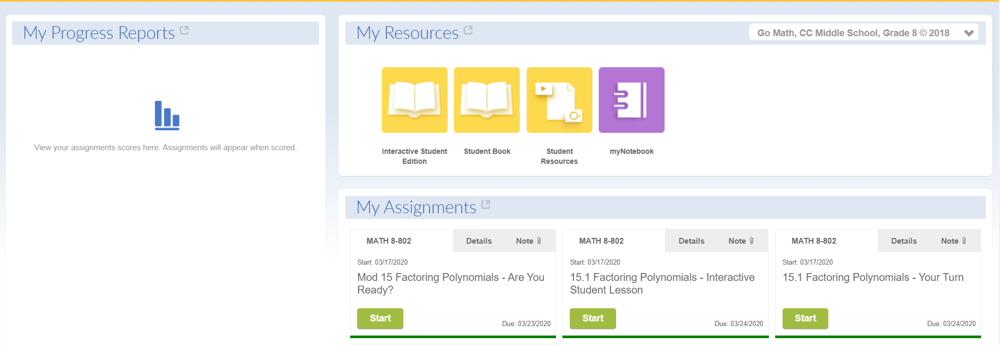 My Progress Reports
View your assignments scores here. Assignments will appear when scored.
My Resources
Go Math, CC Middle School, Grade 8 © 2018
Interactive Student
Edition
Student Book
Student
Resources
myNotebook
My Assignments
MATH 8-802 Details Note
Start: 03/17/2020
Mod 15 Factoring Polynomials - Are You
Ready?
Start
Due: 03/23/2020
MATH 8-802 Details Note
Start: 03/17/2020
15.1 Factoring Polynomials - Interactive
Student Lesson
Start
Due: 03/24/2020
MATH 8-802 Details Note
Start: 03/17/2020
15.1 Factoring Polynomials - Your Turn
Start
Due: 03/24/2020